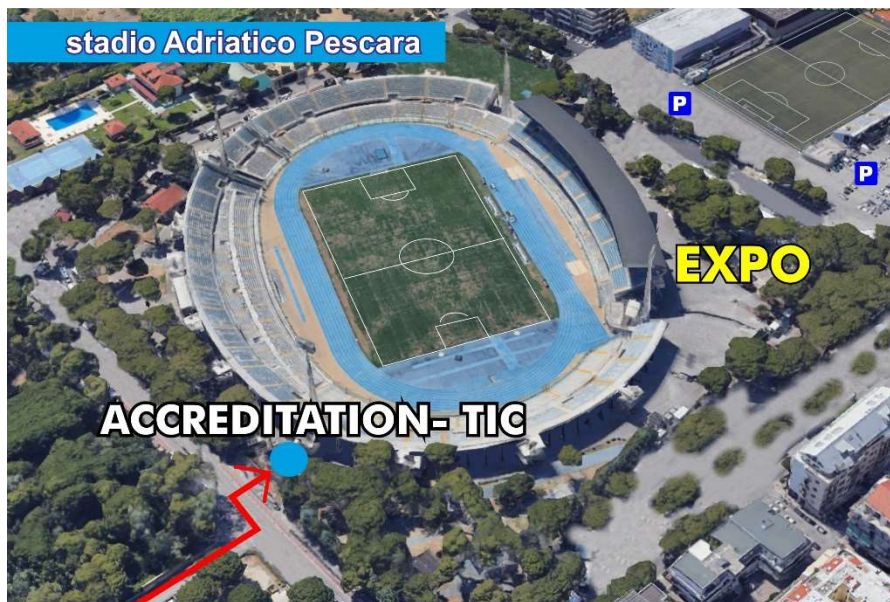 stadio Adriatico Pescara
P
P
EXPO
ACCREDITATION- TIC